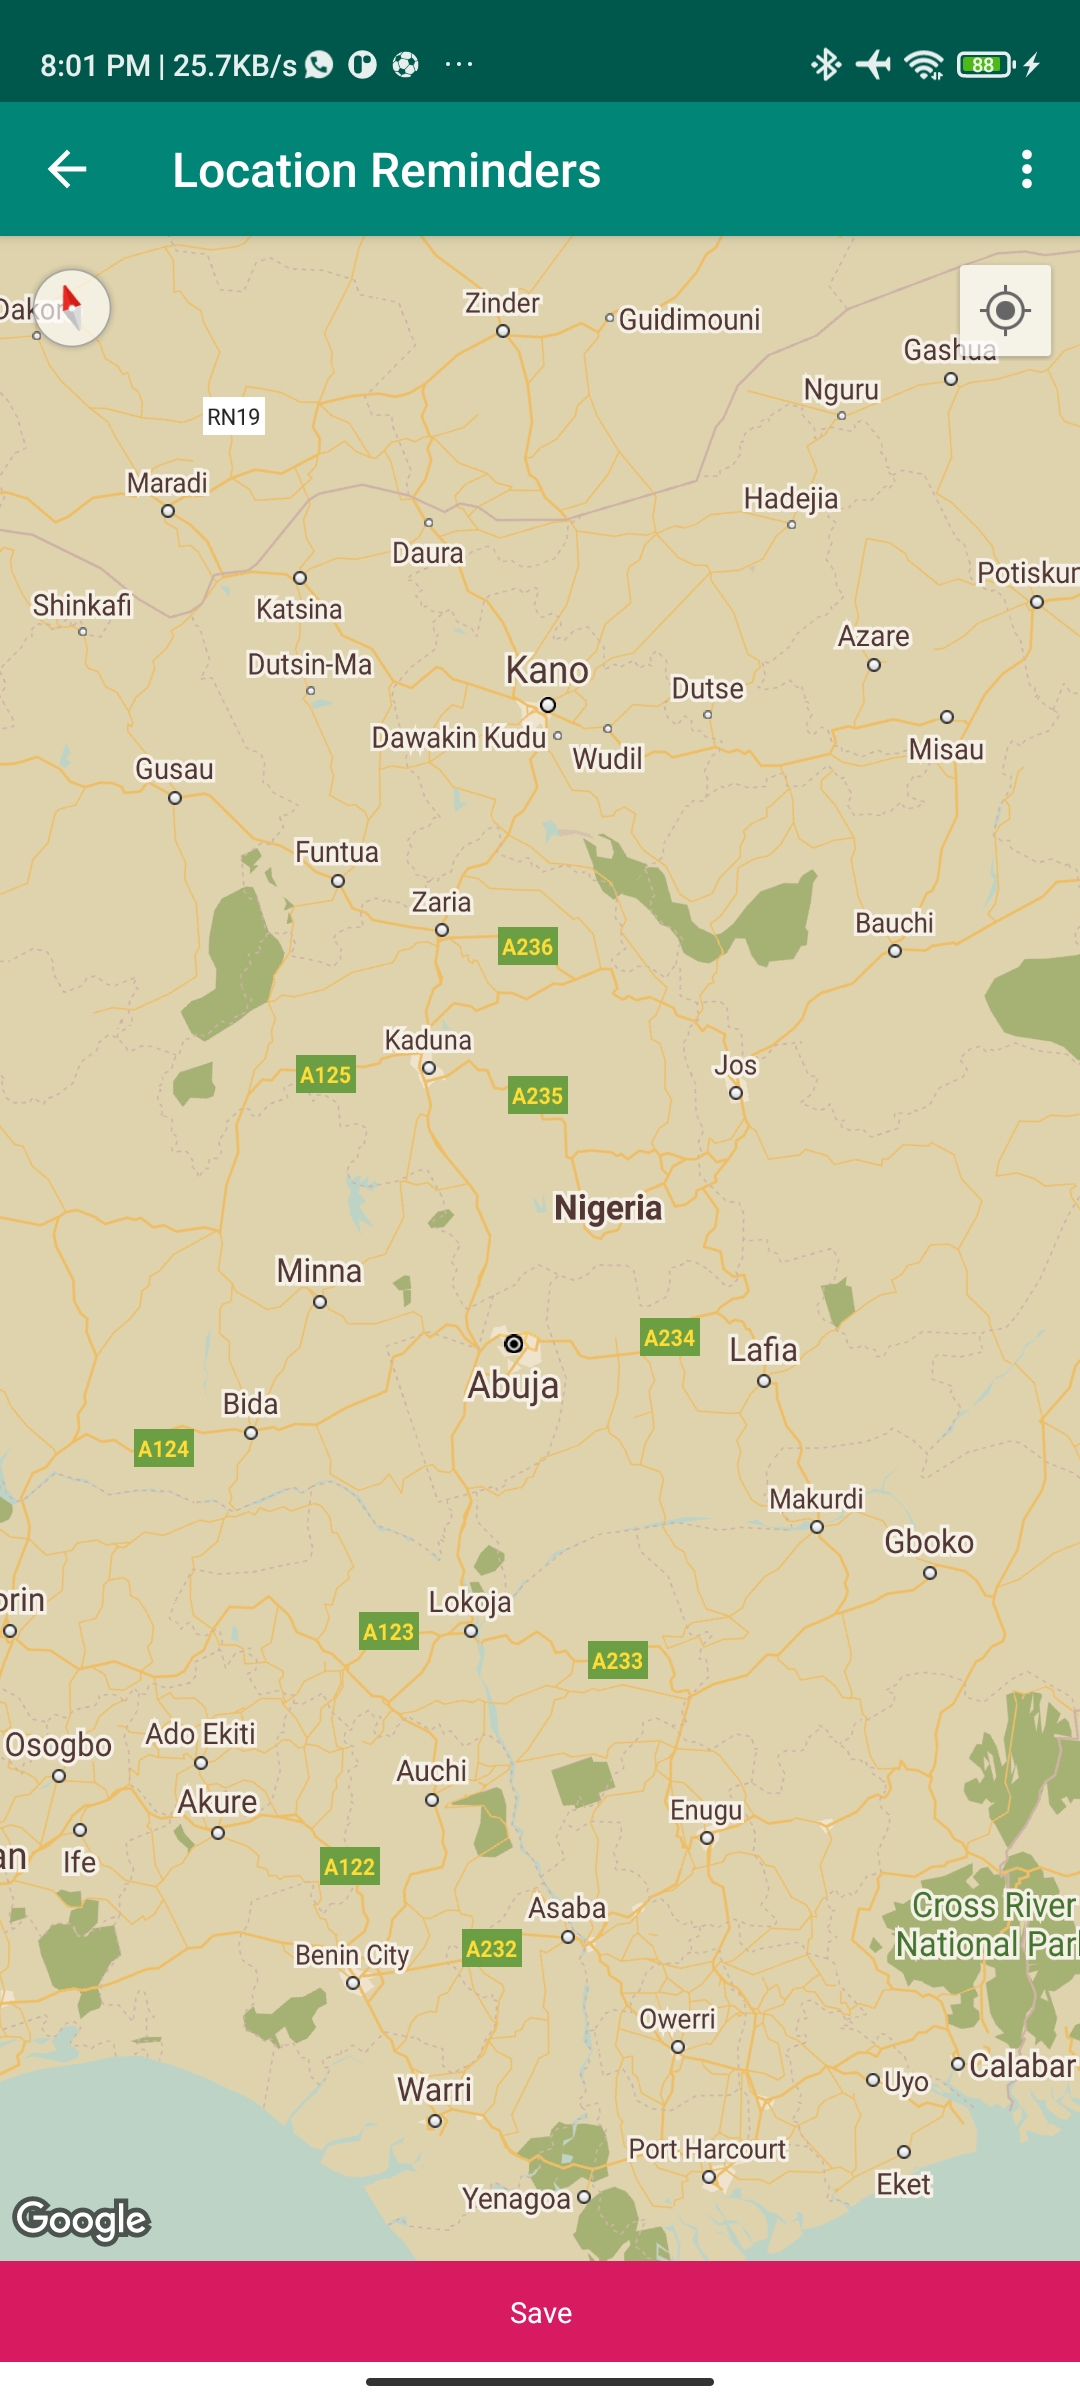 8:01 PM | 25.7KB/s ...
88
Location Reminders
Zinder
Guidimouni
Gashua
Nguru
RN19
Maradi
Hadejia
Daura
Katsina
Shinkafi
Azare
Dutsin-Ma
Kano
Dutse
Dawakin Kudu
Wudil
Misau
Gusau
Funtua
Zaria
A236
Bauchi
Kaduna
A125
A235
Jos
Nigeria
Minna
A234
Lafia
Abuja
Bida
A124
Makurdi
Gboko
Lokoja
A123
A233
Osogbo
Ado Ekiti
Auchi
Akure
Enugu
Ife
A122
Asaba
Cross River
National Par
Benin City
A232
Owerri
Calabar
Uyo
Warri
Port Harcourt
Eket
Yenagoa
Google
Save